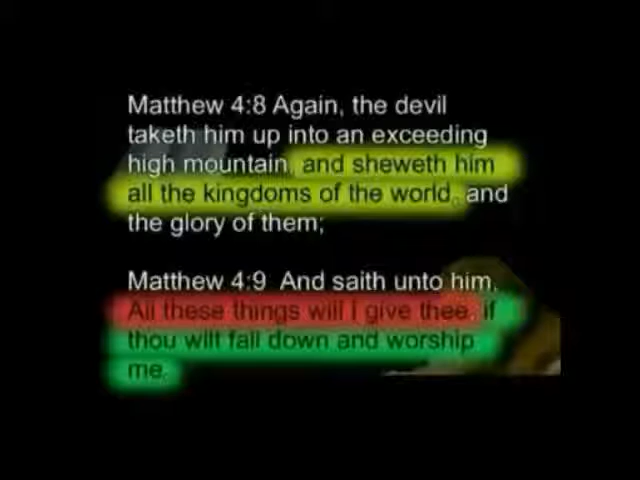 Matthew 4:8 Again, the devil
taketh him up into an exceeding
high mountain, and sheweth him
all the kingdoms of the world, and
the glory of them;
Matthew 4:9 And saith unto him,
All these things will I give thee, if
thou wilt fall down and worship
me.